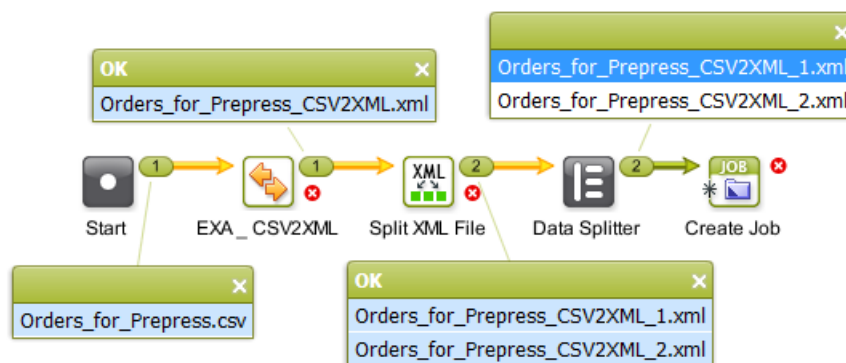 OK
Orders_for_Prepress_CSV2XML.xml
Orders_for_Prepress_CSV2XML_1.xml
Orders_for_Prepress_CSV2XML_2.xml
1
1
XML
2
2
JOB
Start
EXA_ CSV2XML
Split XML File
Data Splitter
Create Job
Orders_for_Prepress.csv
OK
Orders_for_Prepress_CSV2XML_1.xml
Orders_for_Prepress_CSV2XML_2.xml